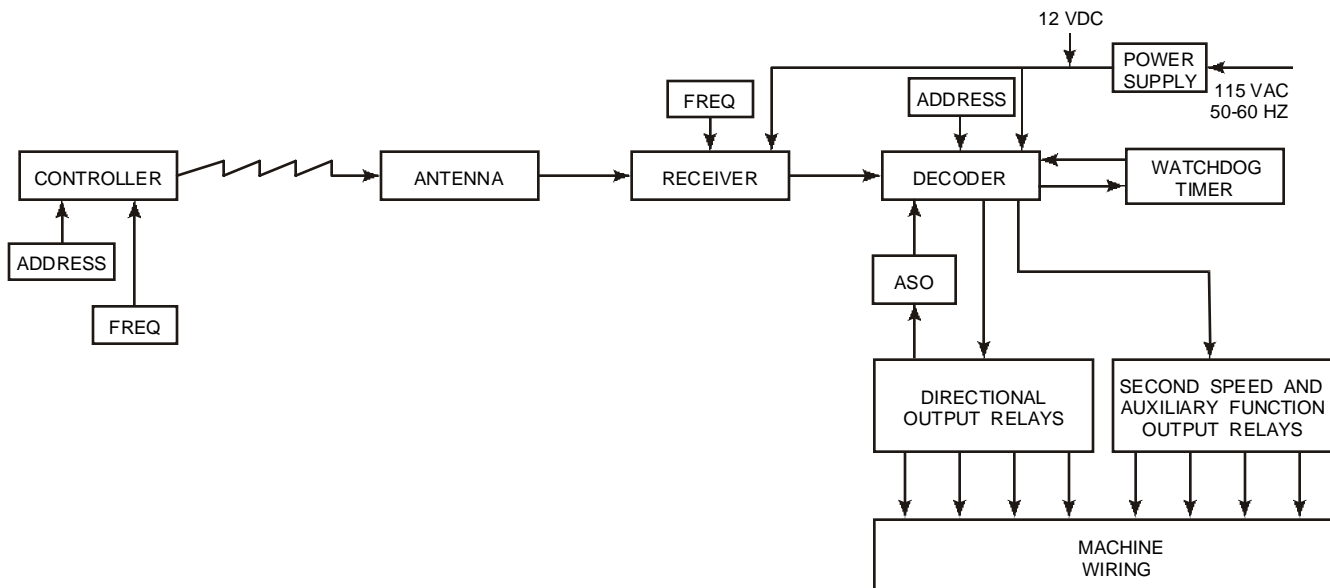 12 VDC
POWER
SUPPLY
115 VAC
50-60 HZ
FREQ
ADDRESS
CONTROLLER
ANTENNA
RECEIVER
DECODER
WATCHDOG
TIMER
ADDRESS
FREQ
ASO
DIRECTIONAL
OUTPUT RELAYS
SECOND SPEED AND
AUXILIARY FUNCTION
OUTPUT RELAYS
MACHINE
WIRING